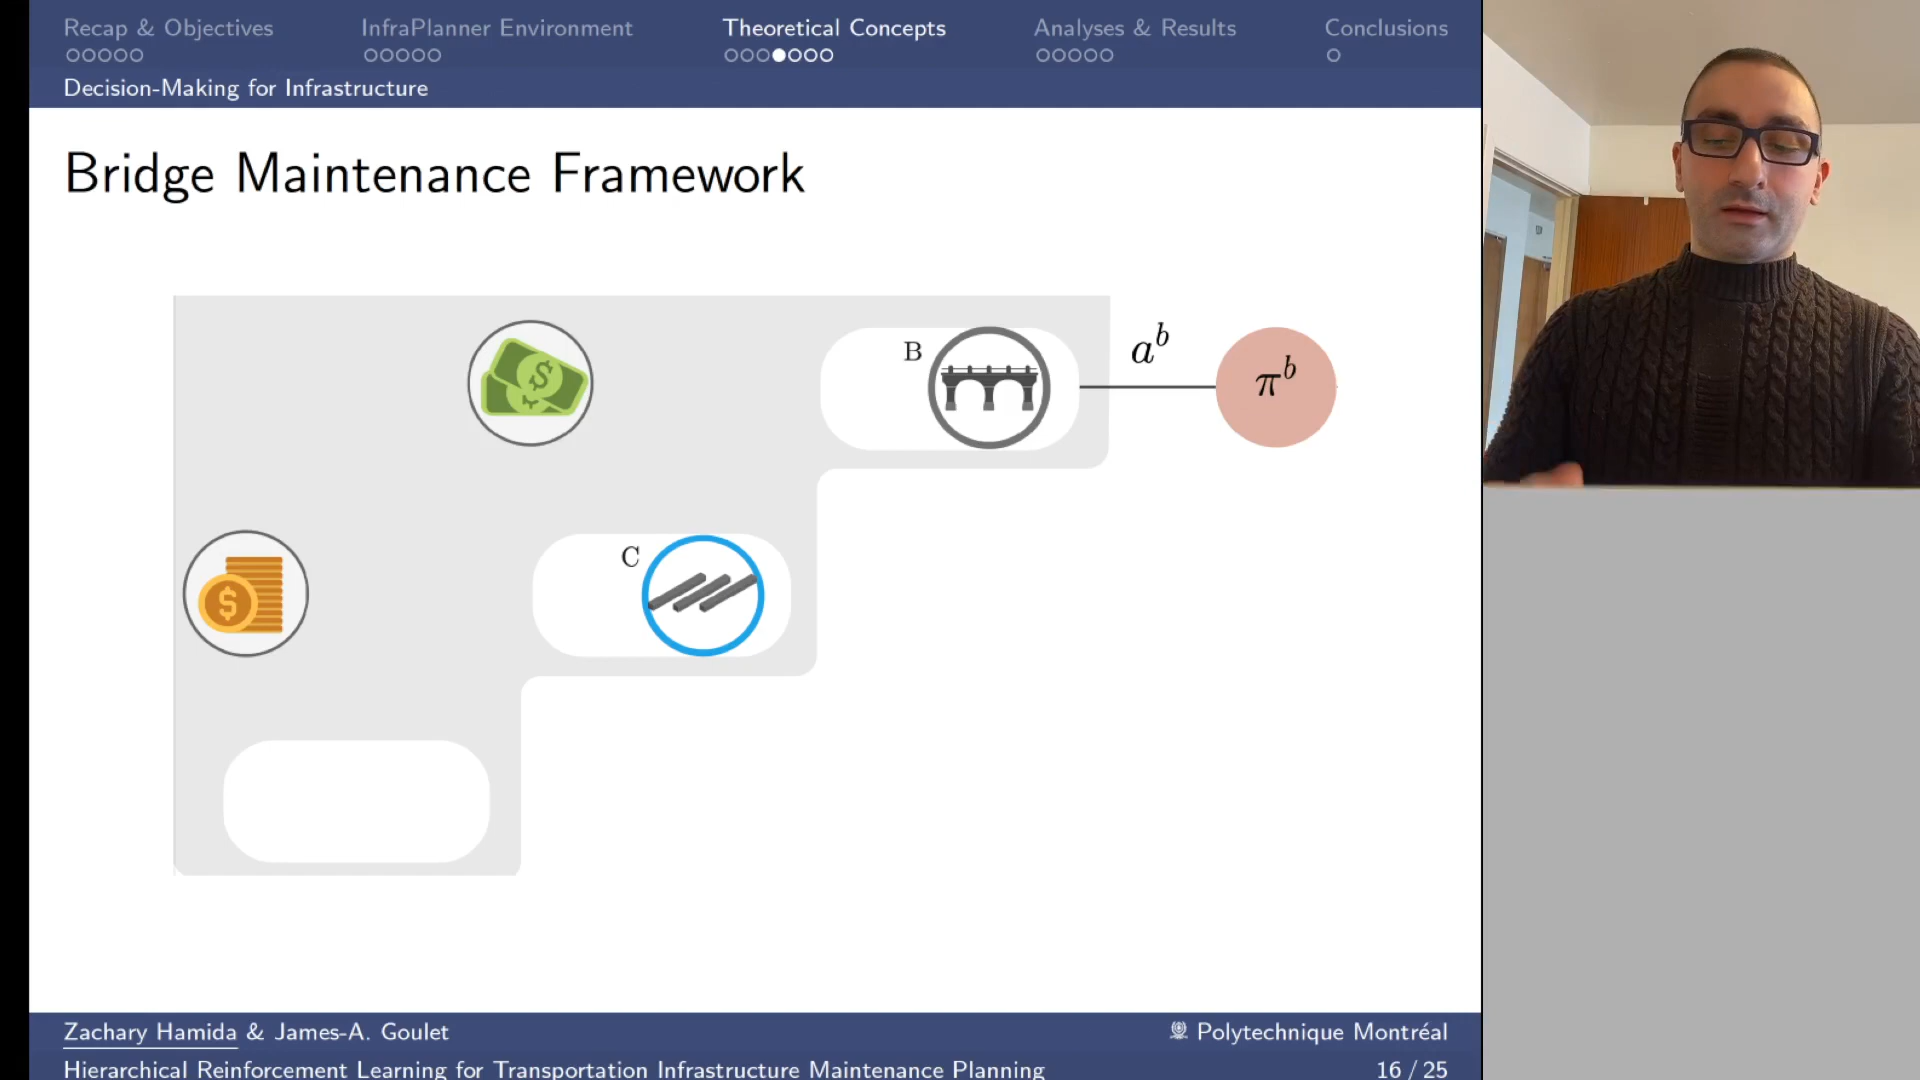 Recap & Objectives
InfraPlanner Environment
Theoretical Concepts
Analyses & Results
Conclusions
Decision-Making for Infrastructure
Bridge Maintenance Framework
B
a^b
π^b
C
Zachary Hamida & James-A. Goulet
Polytechnique Montréal
Hierarchical Reinforcement Learning for Transportation Infrastructure Maintenance Planning
16 / 25